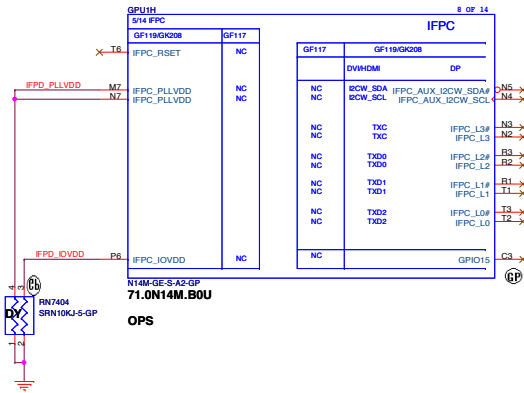 GPU1H
8 OF 14
5/14 IFPC
IFPC
GF119/GK208 GF117
GF117 GF119/GK208
DVI/HDMI DP
T6 IFPC_RSET NC
IFPD_PLLVDD M7 IFPC_PLLVDD NC
N7 IFPC_PLLVDD NC
NC I2CW_SDA IFPC_AUX_I2CW_SDA# N5
NC I2CW_SCL IFPC_AUX_I2CW_SCL N4
NC TXC IFPC_L3# N3
NC TXC IFPC_L3 N2
NC TXD0 IFPC_L2# R3
NC TXD0 IFPC_L2 R2
NC TXD1 IFPC_L1# R1
NC TXD1 IFPC_L1 T1
NC TXD2 IFPC_L0# T3
NC TXD2 IFPC_L0 T2
IFPD_IOVDD P6 IFPC_IOVDD NC
NC GPIO15 C3
GP
N14M-GE-S-A2-GP
71.0N14M.B0U
OPS
4 3
DY
RN7404
SRN10KJ-5-GP
1 2